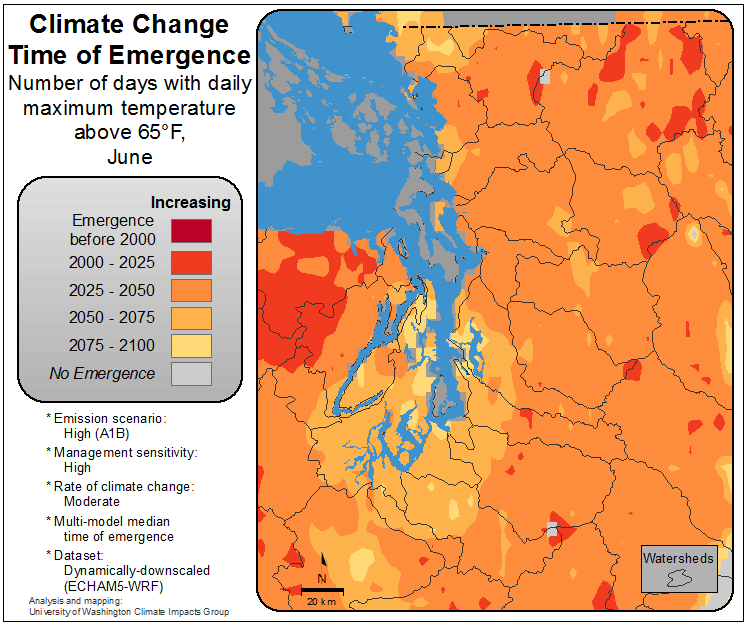 Climate Change
Time of Emergence
Number of days with daily
maximum temperature
above 65°F,
June
Increasing
Emergence
before 2000
2000 - 2025
2025 - 2050
2050 - 2075
2075 - 2100
No Emergence
* Emission scenario:
High (A1B)
* Management sensitivity:
High
* Rate of climate change:
Moderate
* Multi-model median
time of emergence
* Dataset:
Dynamically-downscaled
(ECHAM5-WRF)
Analysis and mapping:
University of Washington Climate Impacts Group
N
20 km
Watersheds